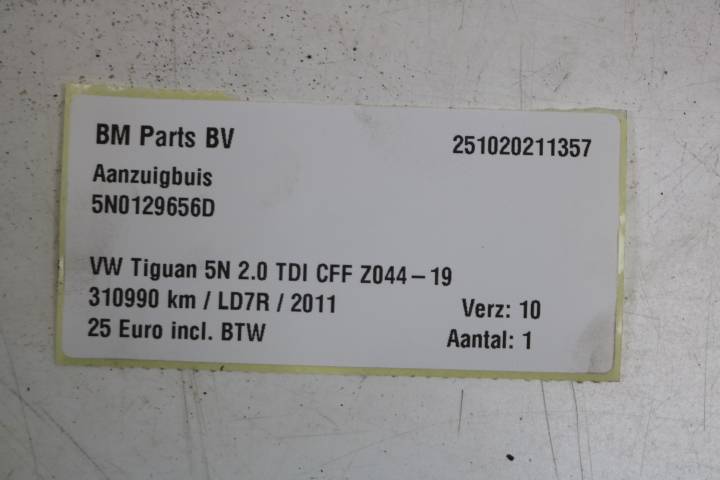 BM Parts BV 251020211357
Aanzuigbuis
5N0129656D
VW Tiguan 5N 2.0 TDI CFF Z044-19
310990 km / LD7R / 2011 Verz: 10
25 Euro incl. BTW Aantal: 1